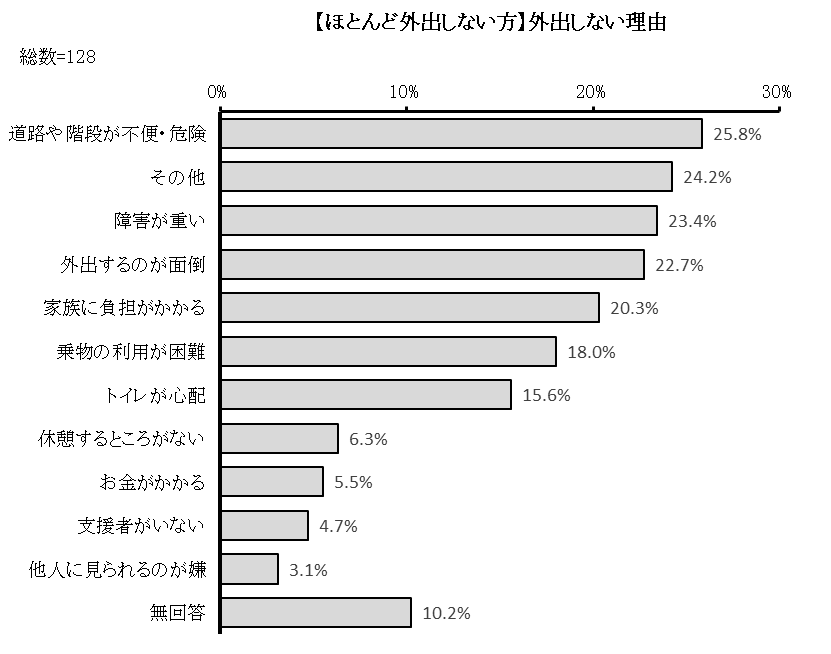 【ほとんど外出しない方】外出しない理由
総数=128
0% 10% 20% 30%
道路や階段が不便・危険 25.8%
その他 24.2%
障害が重い 23.4%
外出するのが面倒 22.7%
家族に負担がかかる 20.3%
乗物の利用が困難 18.0%
トイレが心配 15.6%
休憩するところがない 6.3%
お金がかかる 5.5%
支援者がいない 4.7%
他人に見られるのが嫌 3.1%
無回答 10.2%